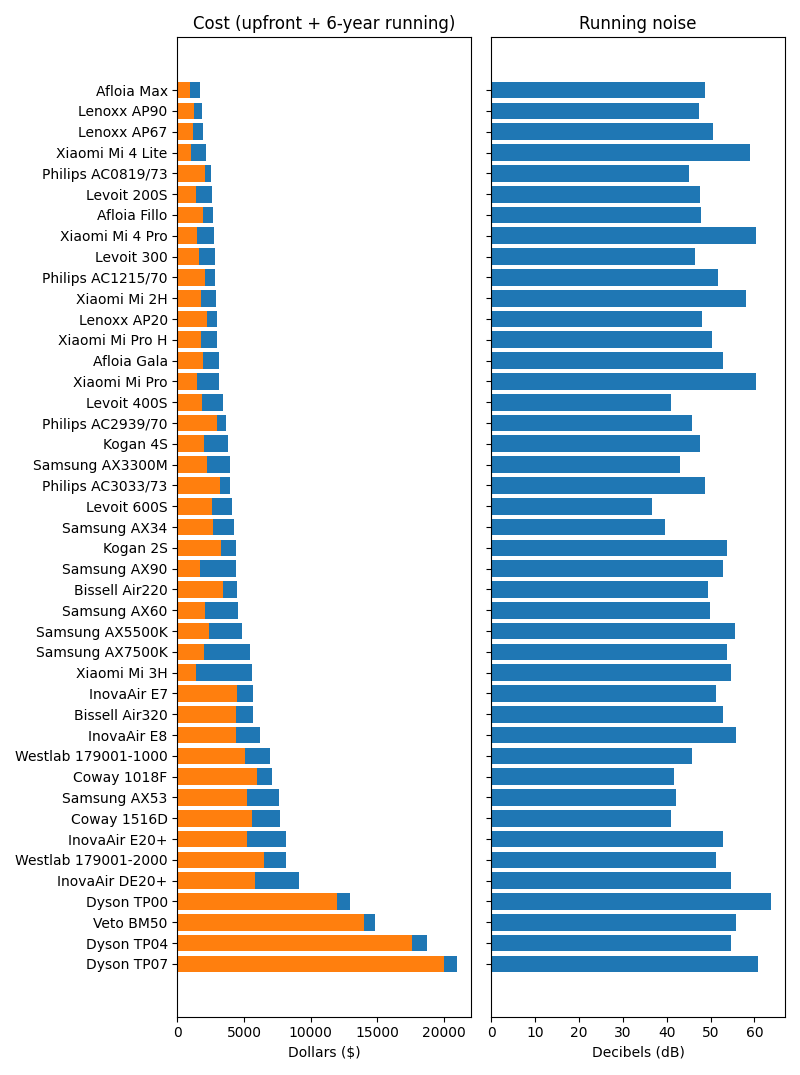 Cost (upfront + 6-year running)
Running noise
Afloia Max
Lenoxx AP90
Lenoxx AP67
Xiaomi Mi 4 Lite
Philips AC0819/73
Levoit 200S
Afloia Fillo
Xiaomi Mi 4 Pro
Levoit 300
Philips AC1215/70
Xiaomi Mi 2H
Lenoxx AP20
Xiaomi Mi Pro H
Afloia Gala
Xiaomi Mi Pro
Levoit 400S
Philips AC2939/70
Kogan 4S
Samsung AX3300M
Philips AC3033/73
Levoit 600S
Samsung AX34
Kogan 2S
Samsung AX90
Bissell Air220
Samsung AX60
Samsung AX5500K
Samsung AX7500K
Xiaomi Mi 3H
InovaAir E7
Bissell Air320
InovaAir E8
Westlab 179001-1000
Coway 1018F
Samsung AX53
Coway 1516D
InovaAir E20+
Westlab 179001-2000
InovaAir DE20+
Dyson TP00
Veto BM50
Dyson TP04
Dyson TP07
0 5000 10000 15000 20000
Dollars ($)
0 10 20 30 40 50 60
Decibels (dB)